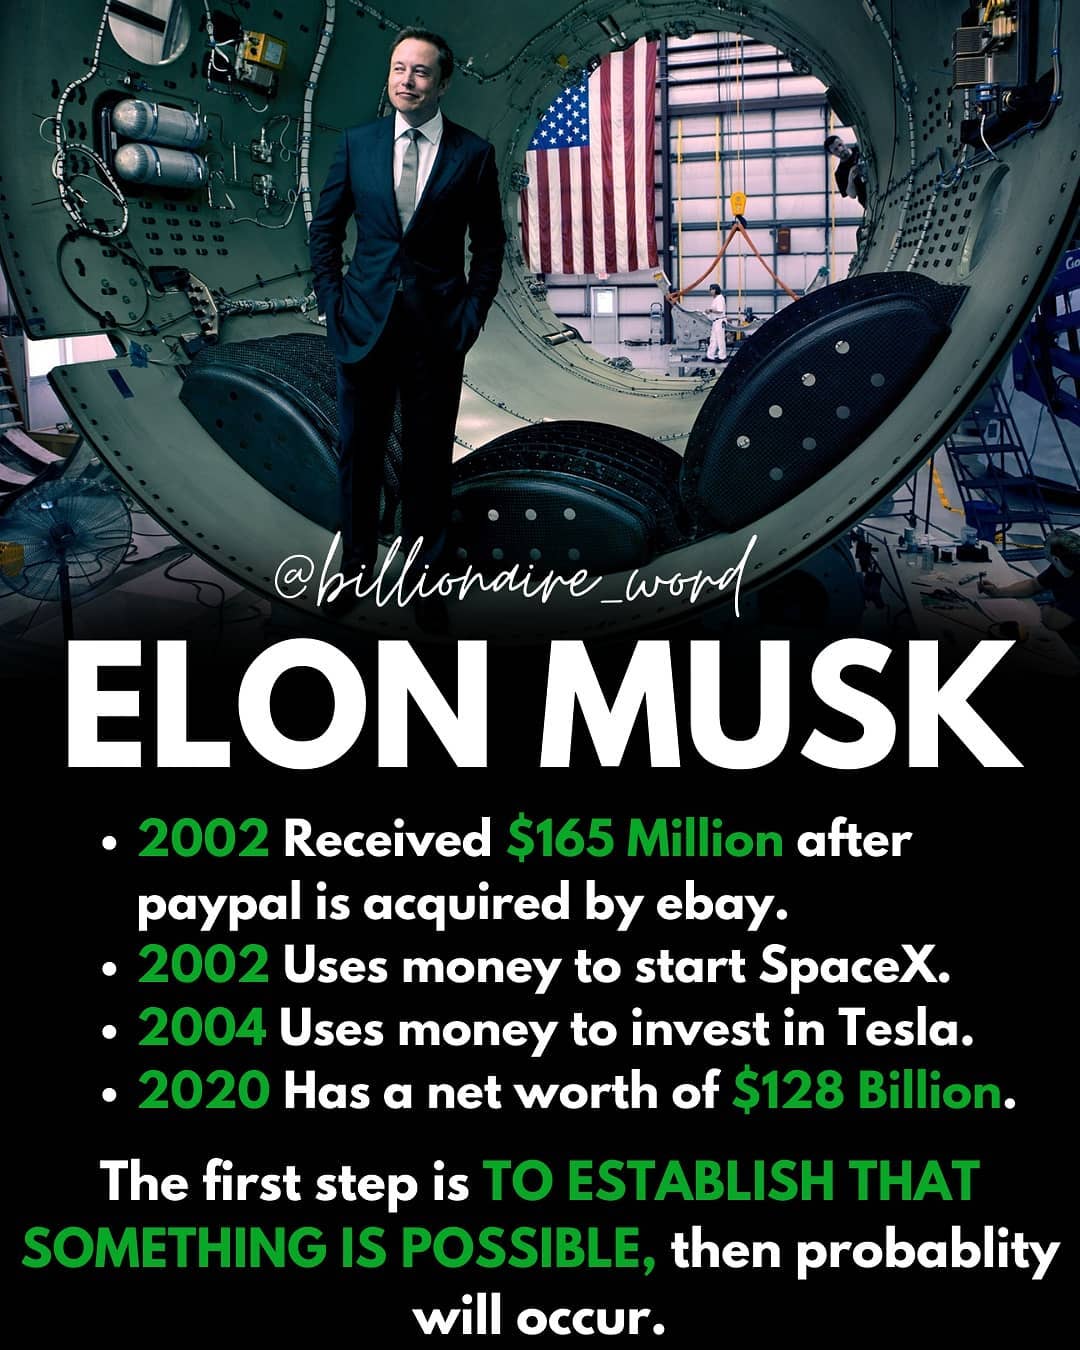 @billionaire_word
ELON MUSK
• 2002 Received $165 Million after
paypal is acquired by ebay.
• 2002 Uses money to start SpaceX.
• 2004 Uses money to invest in Tesla.
• 2020 Has a net worth of $128 Billion.
The first step is TO ESTABLISH THAT
SOMETHING IS POSSIBLE, then probablity
will occur.